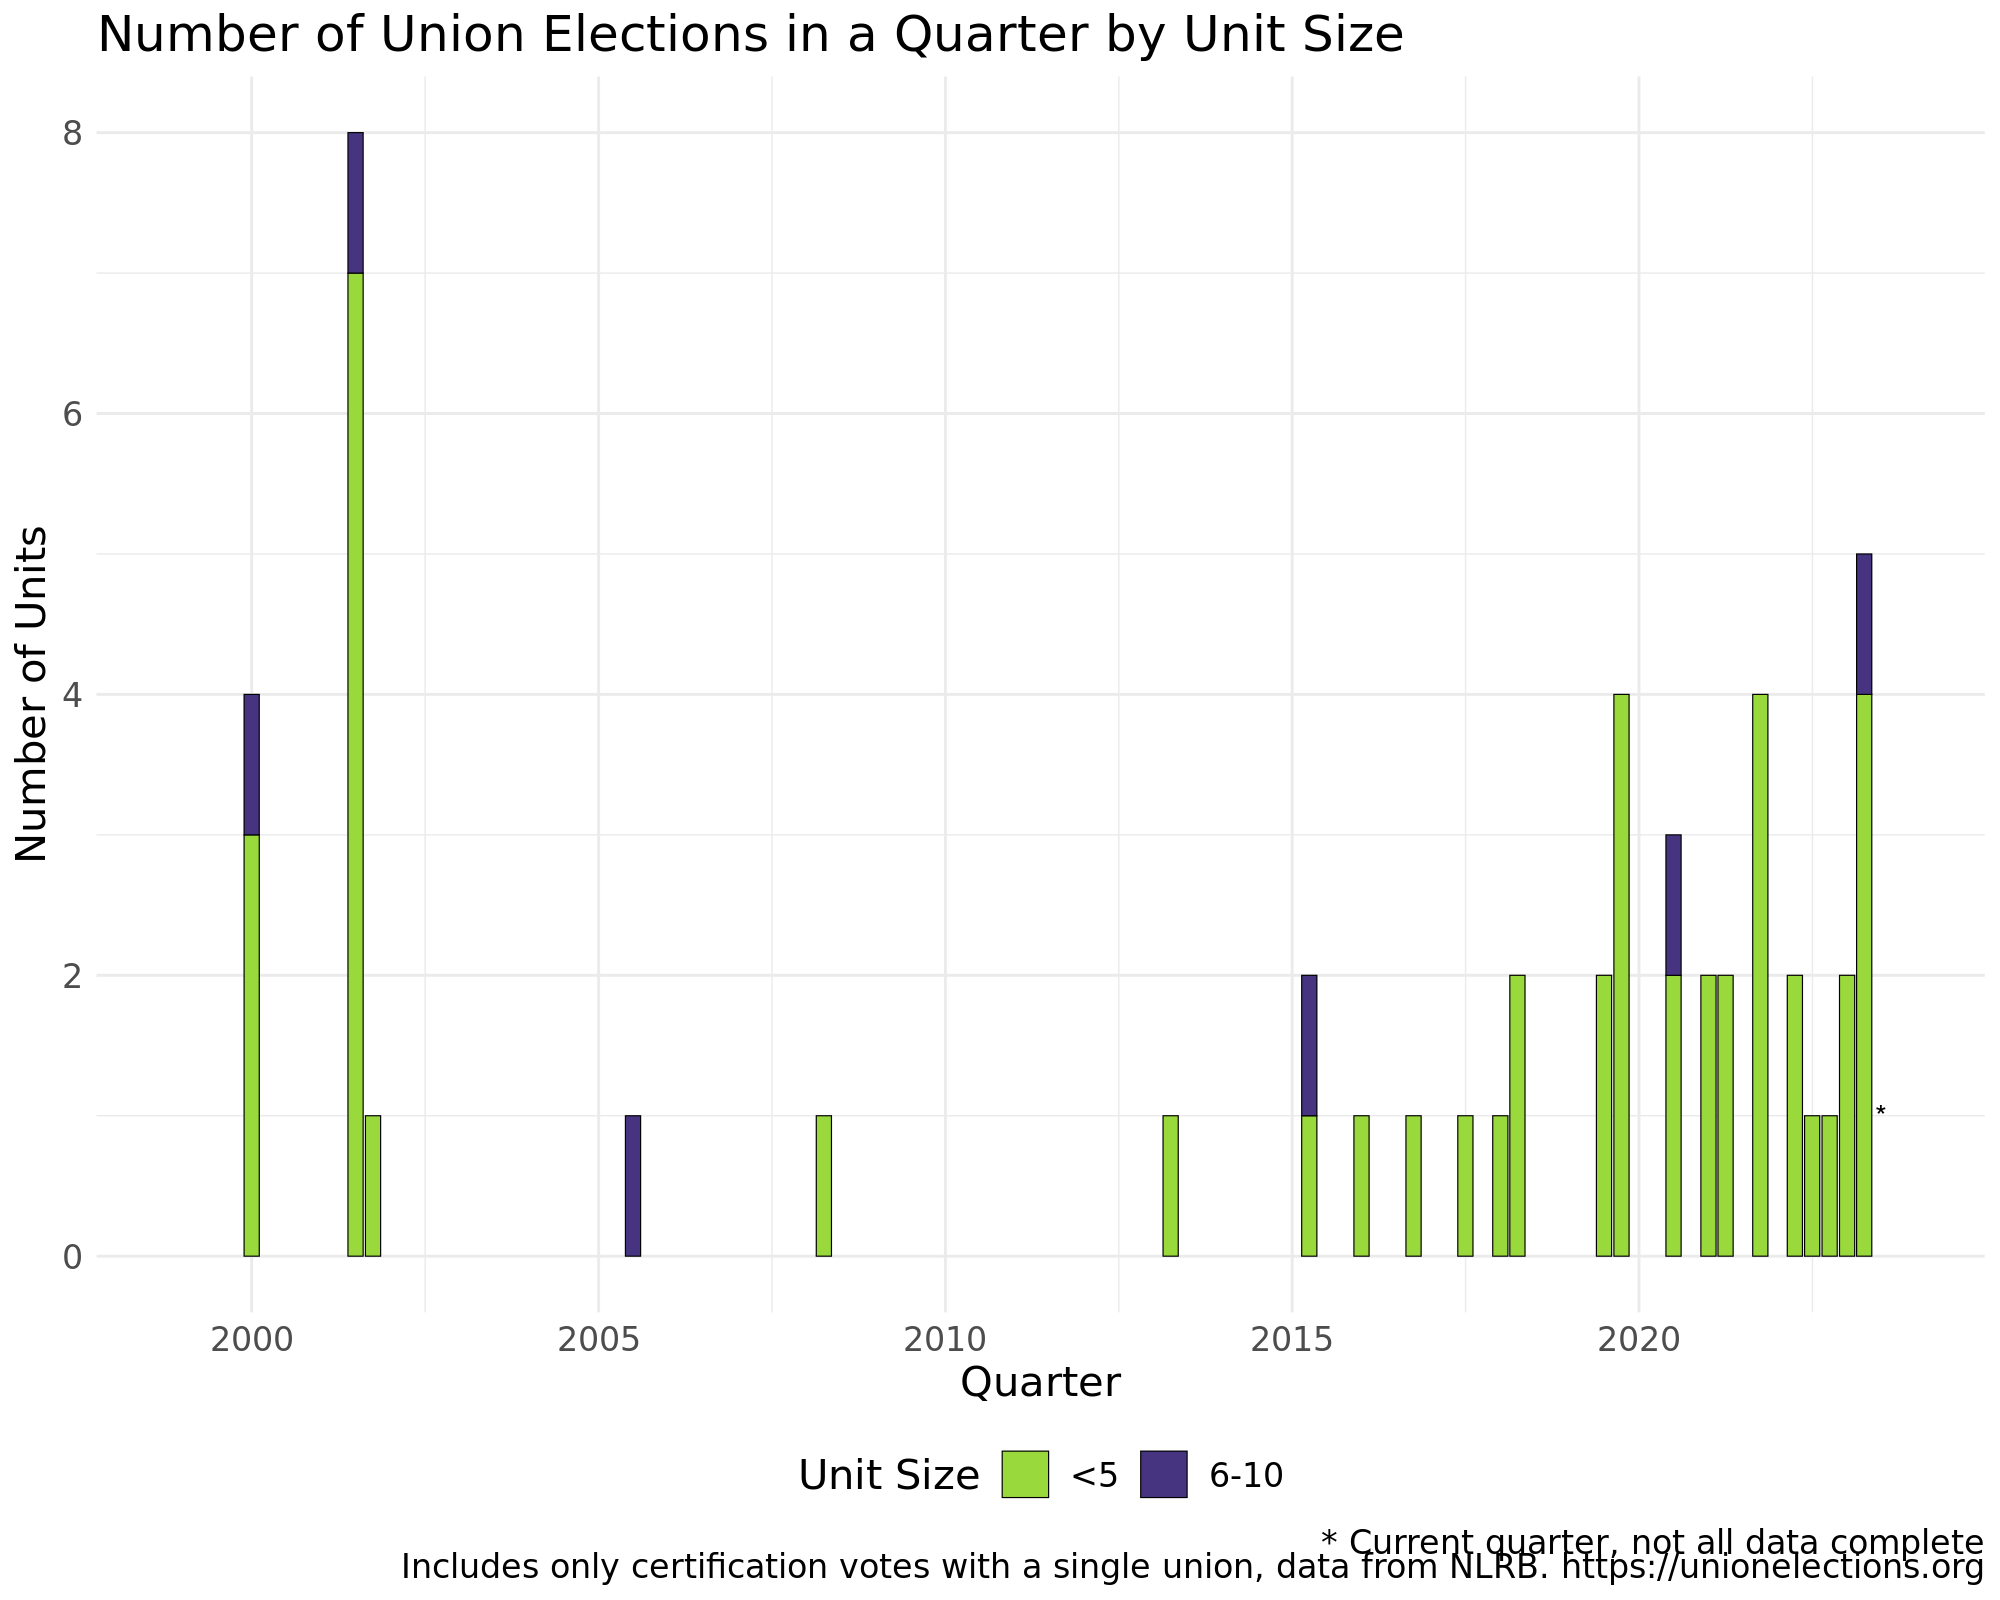 Number of Union Elections in a Quarter by Unit Size
Number of Units
8
6
4
2
0
*
2000 2005 2010 2015 2020
Quarter
Unit Size <5 6-10
* Current quarter, not all data complete
Includes only certification votes with a single union, data from NLRB. https://unionelections.org